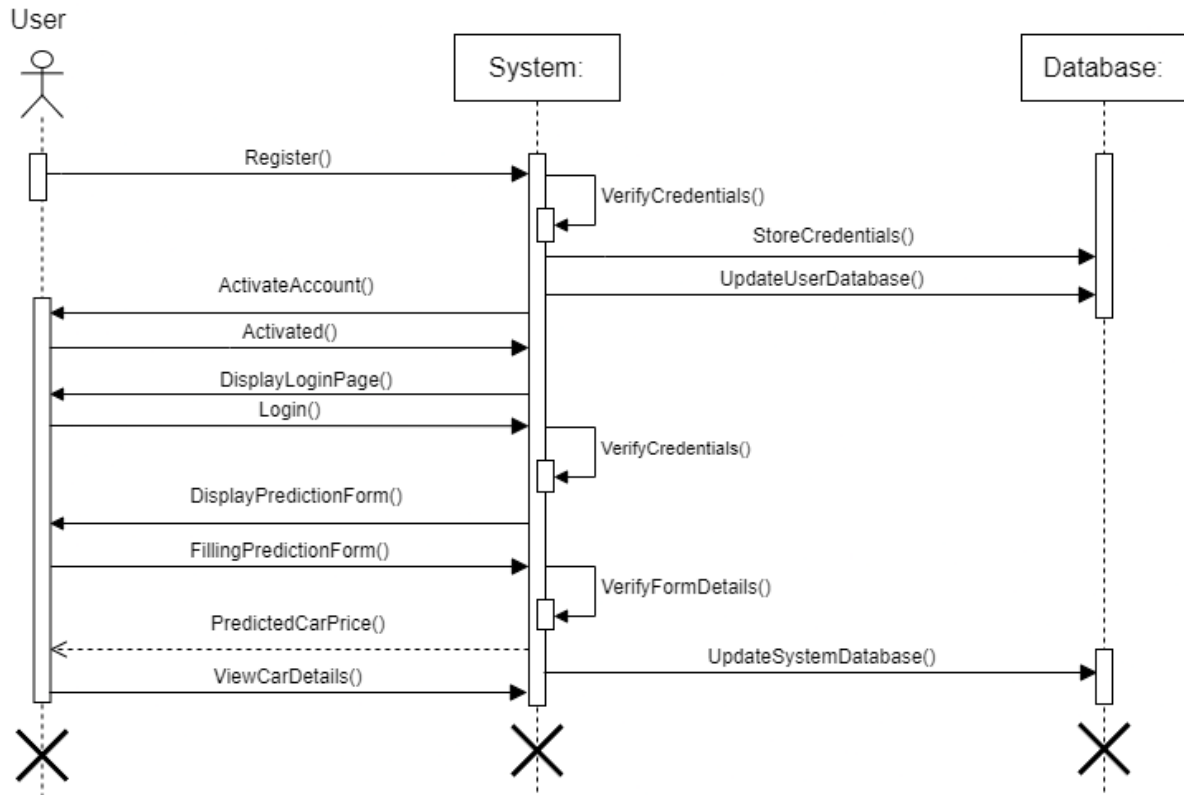 User
System:
Database:
Register()
VerifyCredentials()
StoreCredentials()
UpdateUserDatabase()
ActivateAccount()
Activated()
DisplayLoginPage()
Login()
VerifyCredentials()
DisplayPredictionForm()
FillingPredictionForm()
VerifyFormDetails()
PredictedCarPrice()
UpdateSystemDatabase()
ViewCarDetails()